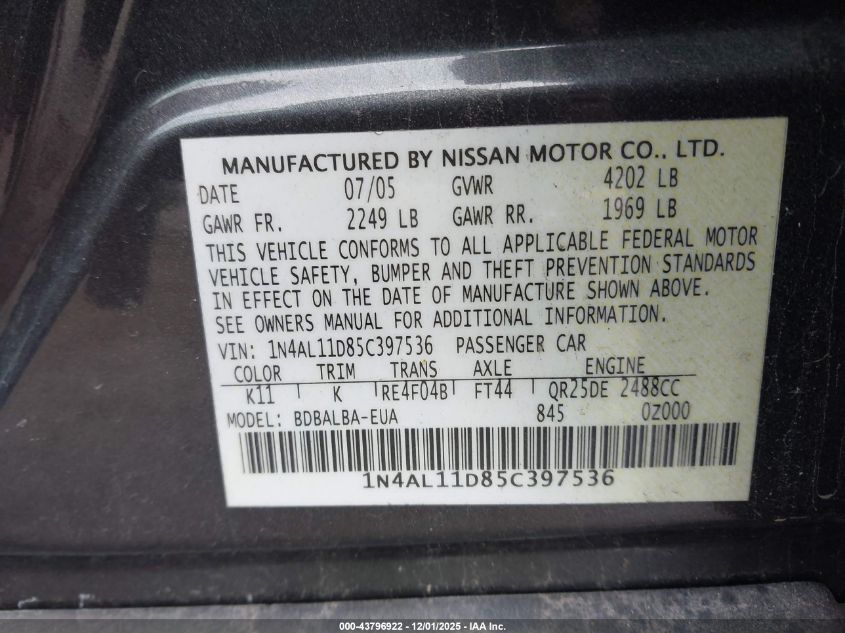 MANUFACTURED BY NISSAN MOTOR CO., LTD.
DATE 07/05 GVWR 4202 LB
GAWR FR. 2249 LB GAWR RR. 1969 LB
THIS VEHICLE CONFORMS TO ALL APPLICABLE FEDERAL MOTOR
VEHICLE SAFETY, BUMPER AND THEFT PREVENTION STANDARDS
IN EFFECT ON THE DATE OF MANUFACTURE SHOWN ABOVE.
SEE OWNERS MANUAL FOR ADDITIONAL INFORMATION.
VIN: 1N4AL11D85C397536 PASSENGER CAR
COLOR TRIM TRANS AXLE ENGINE
K11 K RE4F04B FT44 QR25DE 2488CC
MODEL: BDBALBA-EUA 845 0Z000
1N4AL11D85C397536
000-43796922 - 12/01/2025 - IAA Inc.